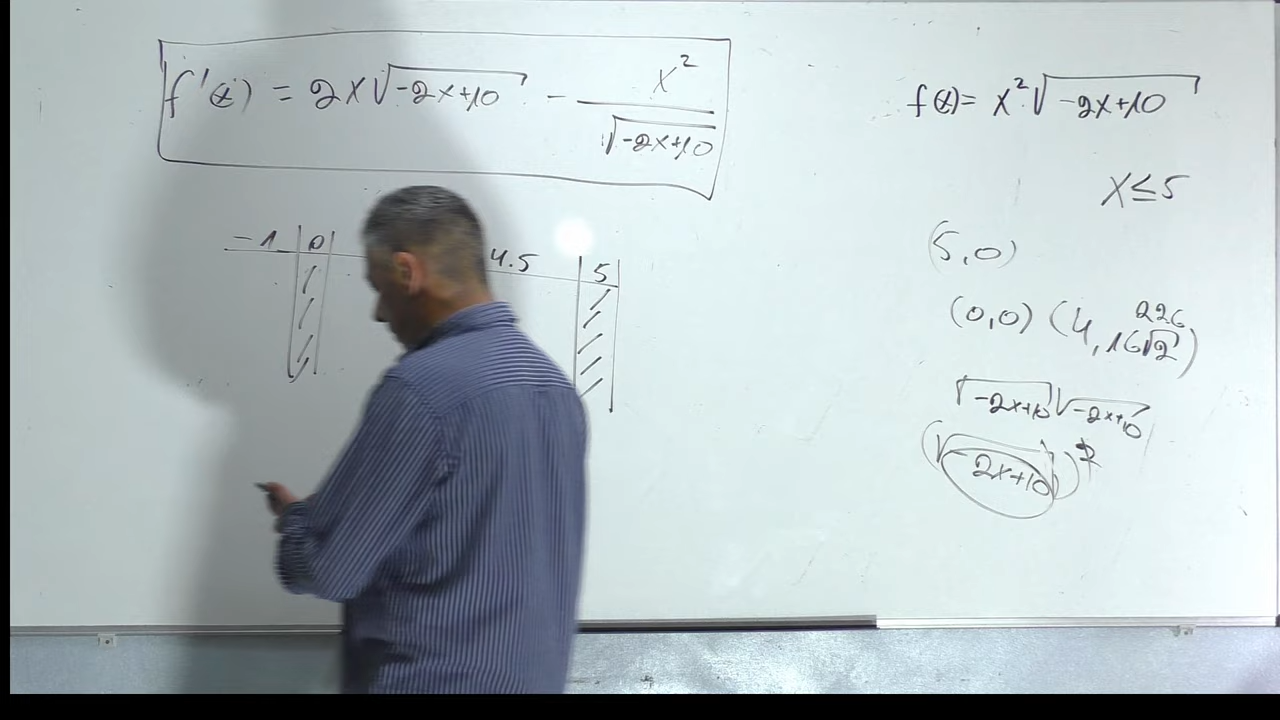 f'(x) = 2x√(-2x+10) - x²/√(-2x+10)
-1 | 0 | 4.5 | 5
f(x) = x²√(-2x+10)
x ≤ 5
(5,0)
(0,0) (4, 16√2)
226
√(-2x+10) √(-2x+10)
(√(-2x+10))²